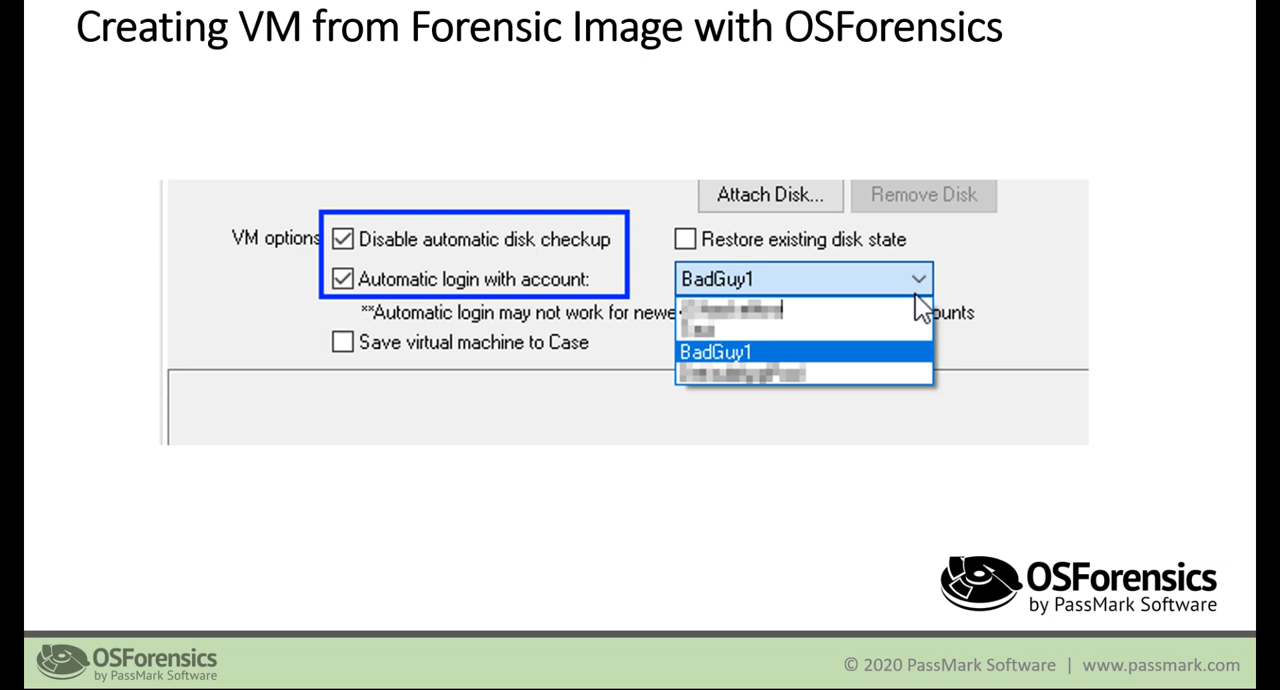 Creating VM from Forensic Image with OSForensics
Attach Disk... Remove Disk
VM options Disable automatic disk checkup Restore existing disk state
Automatic login with account: BadGuy1
**Automatic login may not work for newe ounts
BadGuy1
Save virtual machine to Case
OSForensics
by PassMark Software
OSForensics
by PassMark Software
© 2020 PassMark Software | www.passmark.com